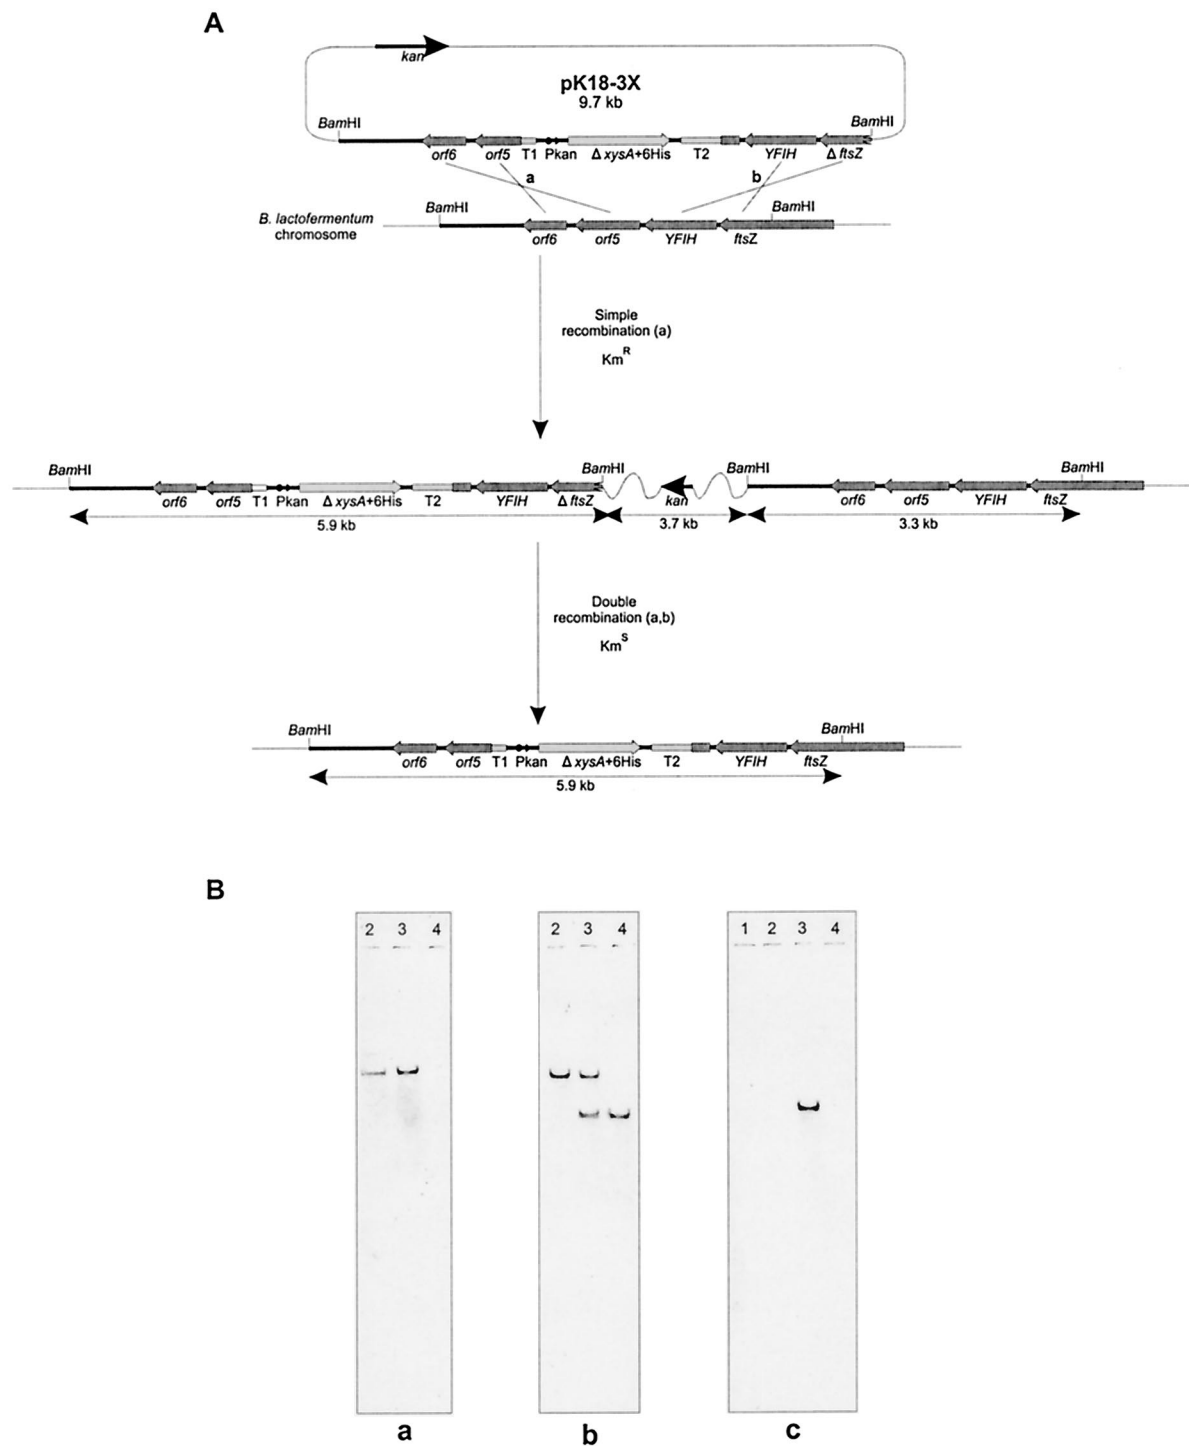 A
kan
pK18-3X
9.7 kb
BamHI BamHI
orf6 orf5 T1 Pkan Δ xysA+6His T2 YFIH Δ ftsZ
a b
B. lactofermentum
chromosome
BamHI BamHI
orf6 orf5 YFIH ftsZ
Simple
recombination (a)
KmR
BamHI BamHI BamHI BamHI
orf6 orf5 T1 Pkan Δ xysA+6His T2 YFIH Δ ftsZ kan orf6 orf5 YFIH ftsZ
5.9 kb 3.7 kb 3.3 kb
Double
recombination (a,b)
KmS
BamHI BamHI
orf6 orf5 T1 Pkan Δ xysA+6His T2 YFIH ftsZ
5.9 kb
B
2 3 4 2 3 4 1 2 3 4
a b c